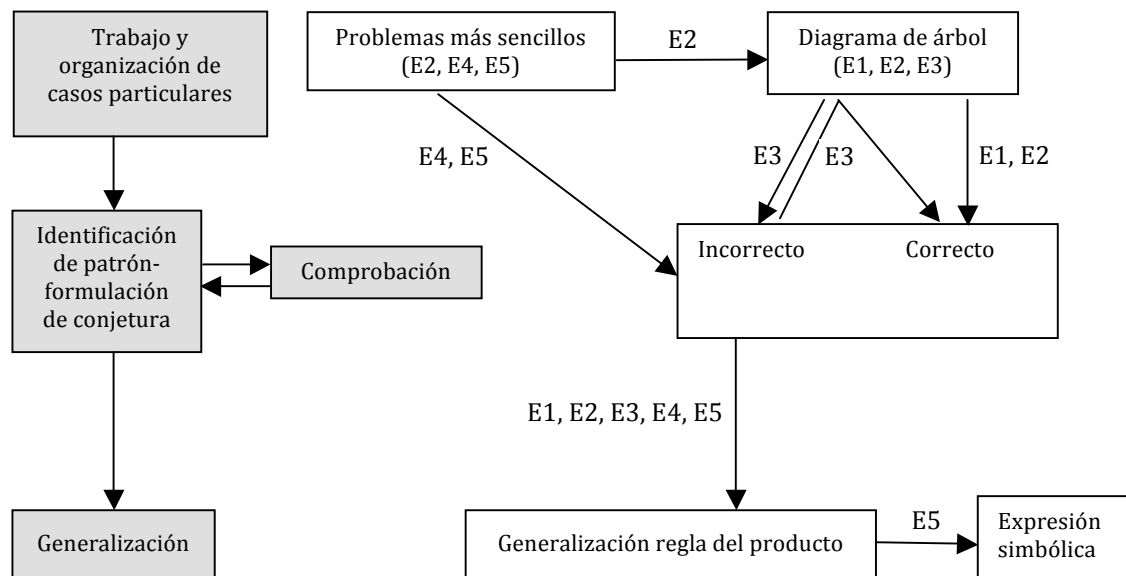 Trabajo y
organización de
casos particulares
Problemas más sencillos
(E2, E4, E5)
E2
Diagrama de árbol
(E1, E2, E3)
E4, E5
E3
E3
E1, E2
Identificación
de patrón-
formulación
de conjetura
Comprobación
Incorrecto
Correcto
E1, E2, E3, E4, E5
Generalización
Generalización regla del producto
E5
Expresión
simbólica